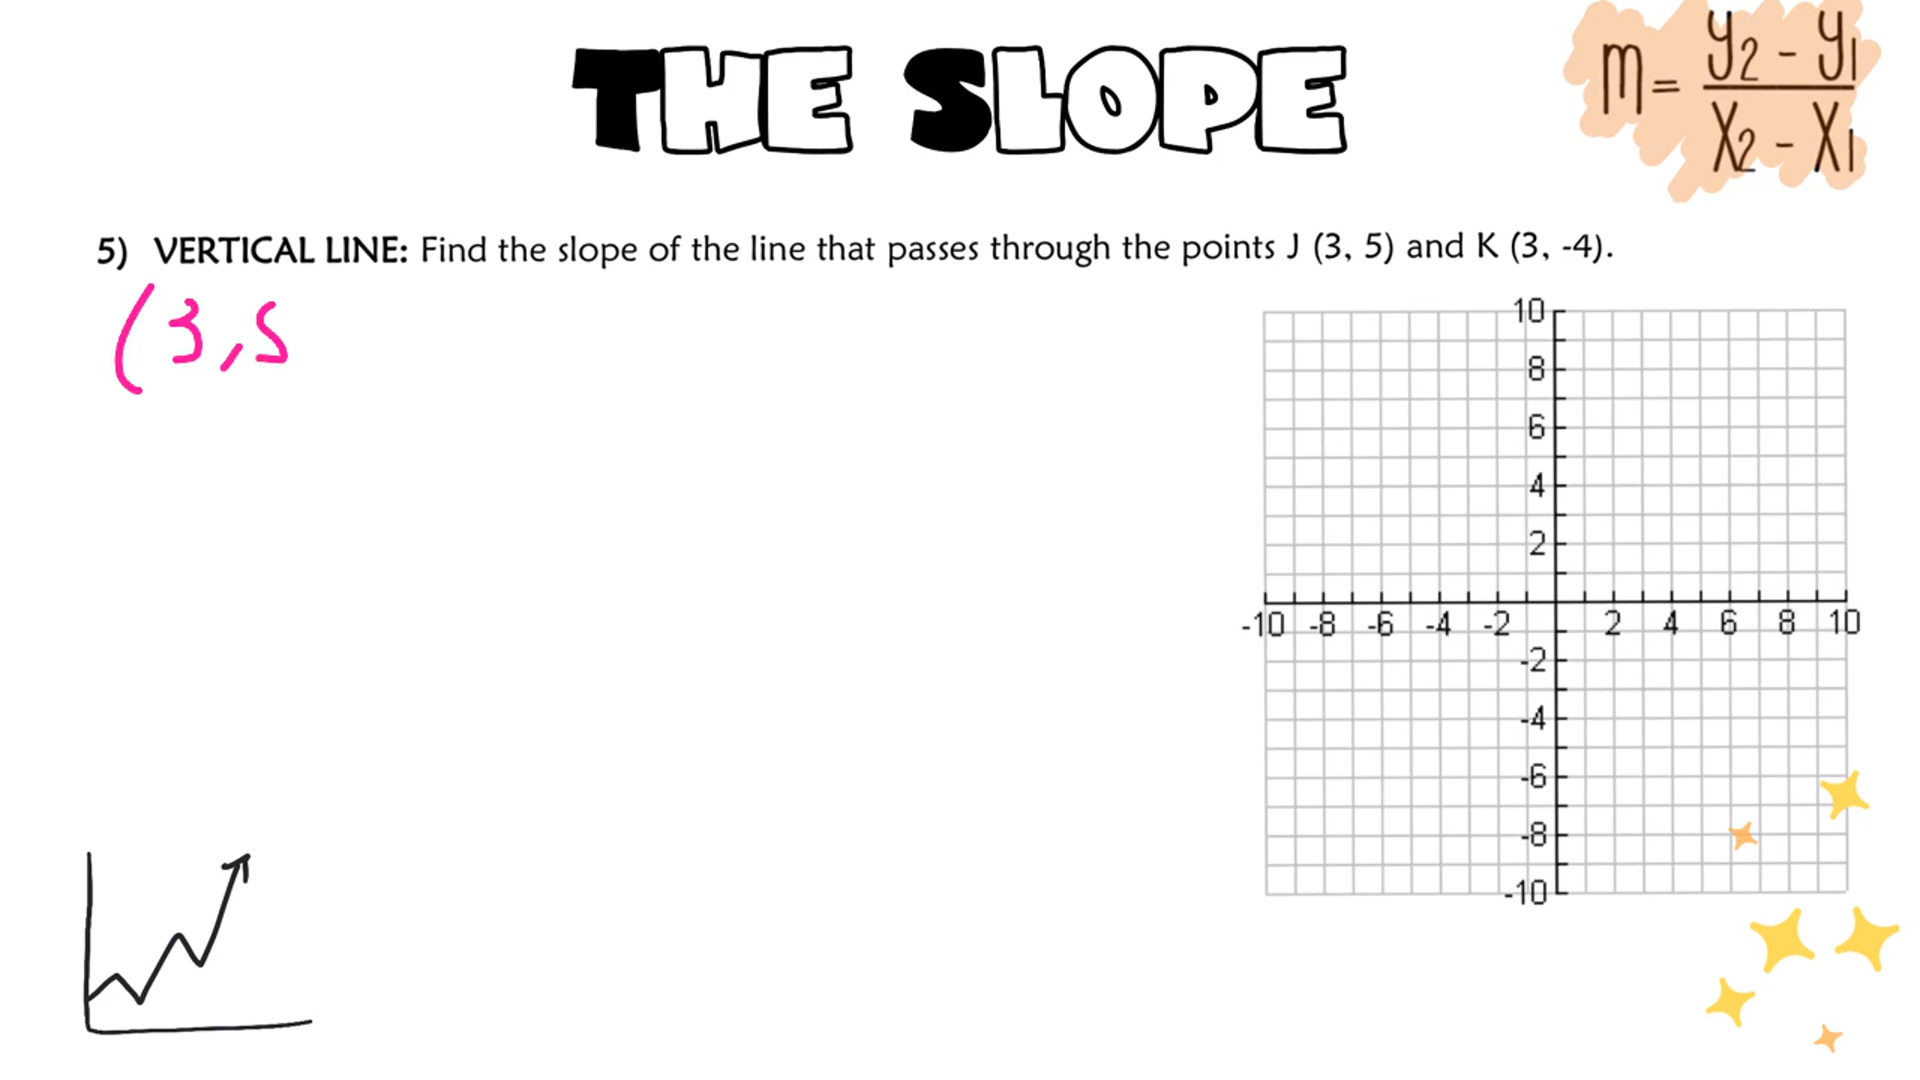 THE SLOPE
m = y2 - y1
x2 - x1
5) VERTICAL LINE: Find the slope of the line that passes through the points J (3, 5) and K (3, -4).
(3,5
10
8
6
4
2
-10 -8 -6 -4 -2 2 4 6 8 10
-2
-4
-6
-8
-10